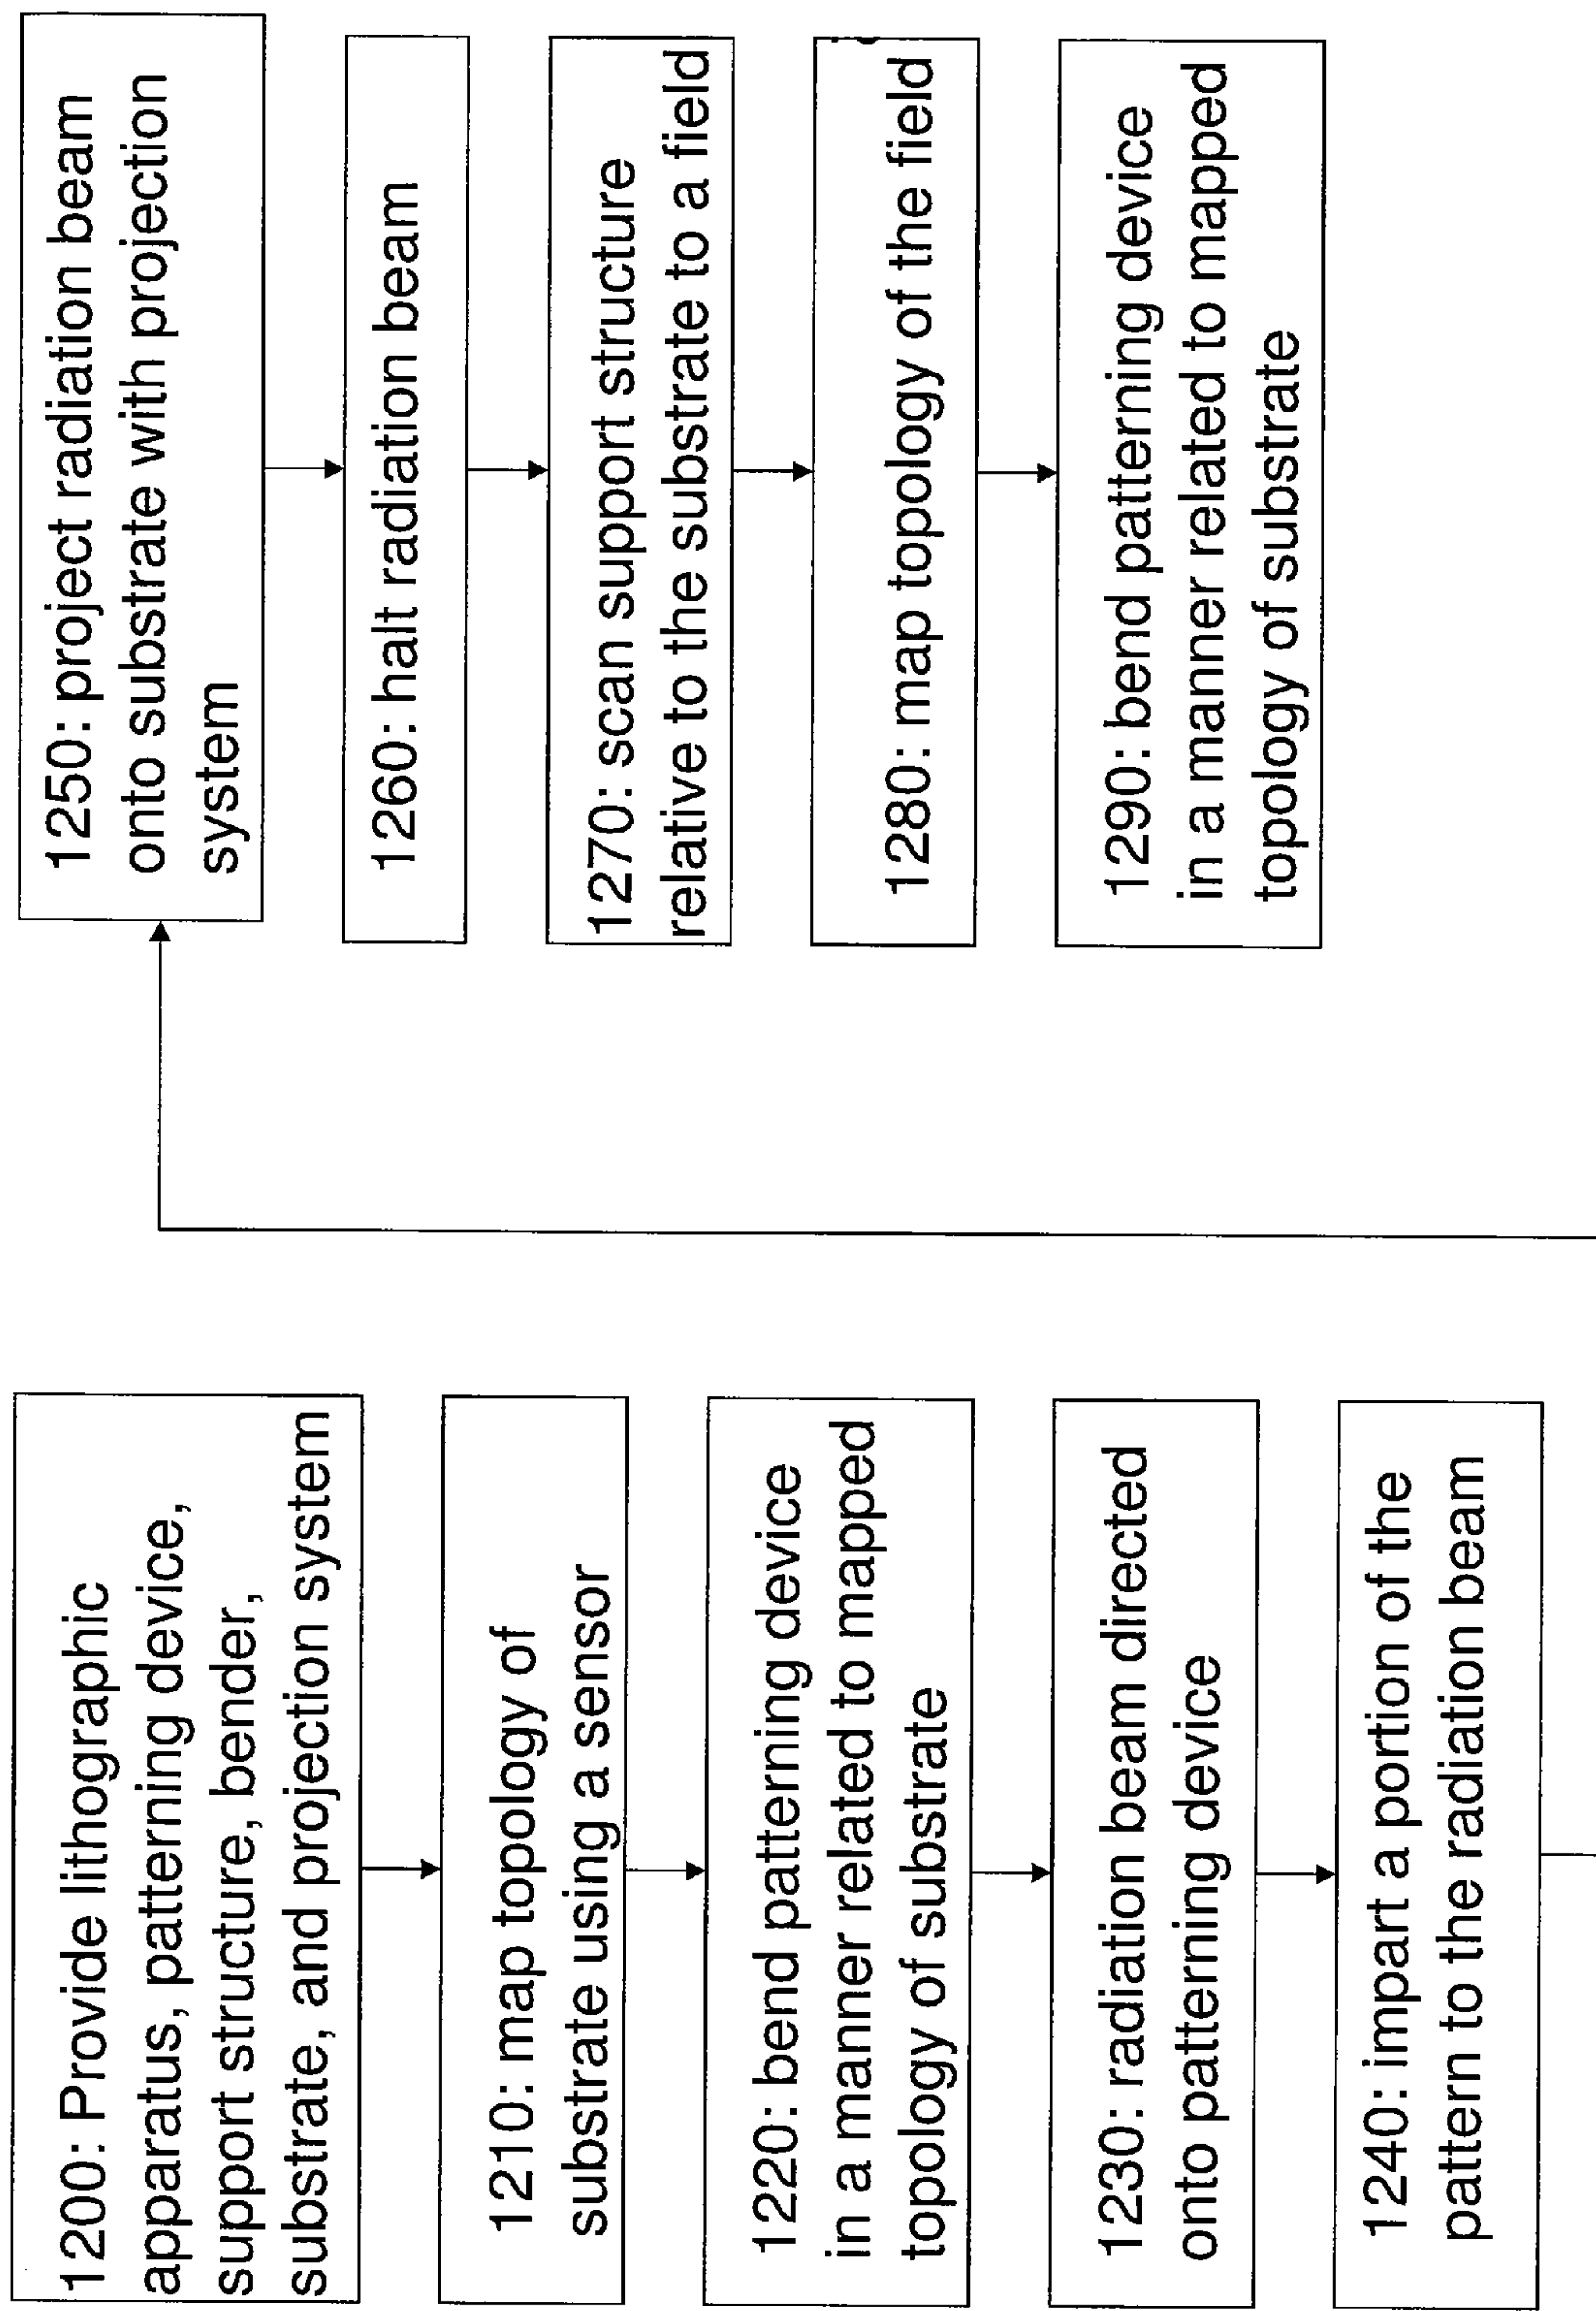 1200: Provide lithographic
apparatus, patterning device,
support structure, bender,
substrate, and projection system
1210: map topology of
substrate using a sensor
1220: bend patterning device
in a manner related to mapped
topology of substrate
1230: radiation beam directed
onto patterning device
1240: impart a portion of the
pattern to the radiation beam
1250: project radiation beam
onto substrate with projection
system
1260: halt radiation beam
1270: scan support structure
relative to the substrate to a field
1280: map topology of the field
1290: bend patterning device
in a manner related to mapped
topology of substrate